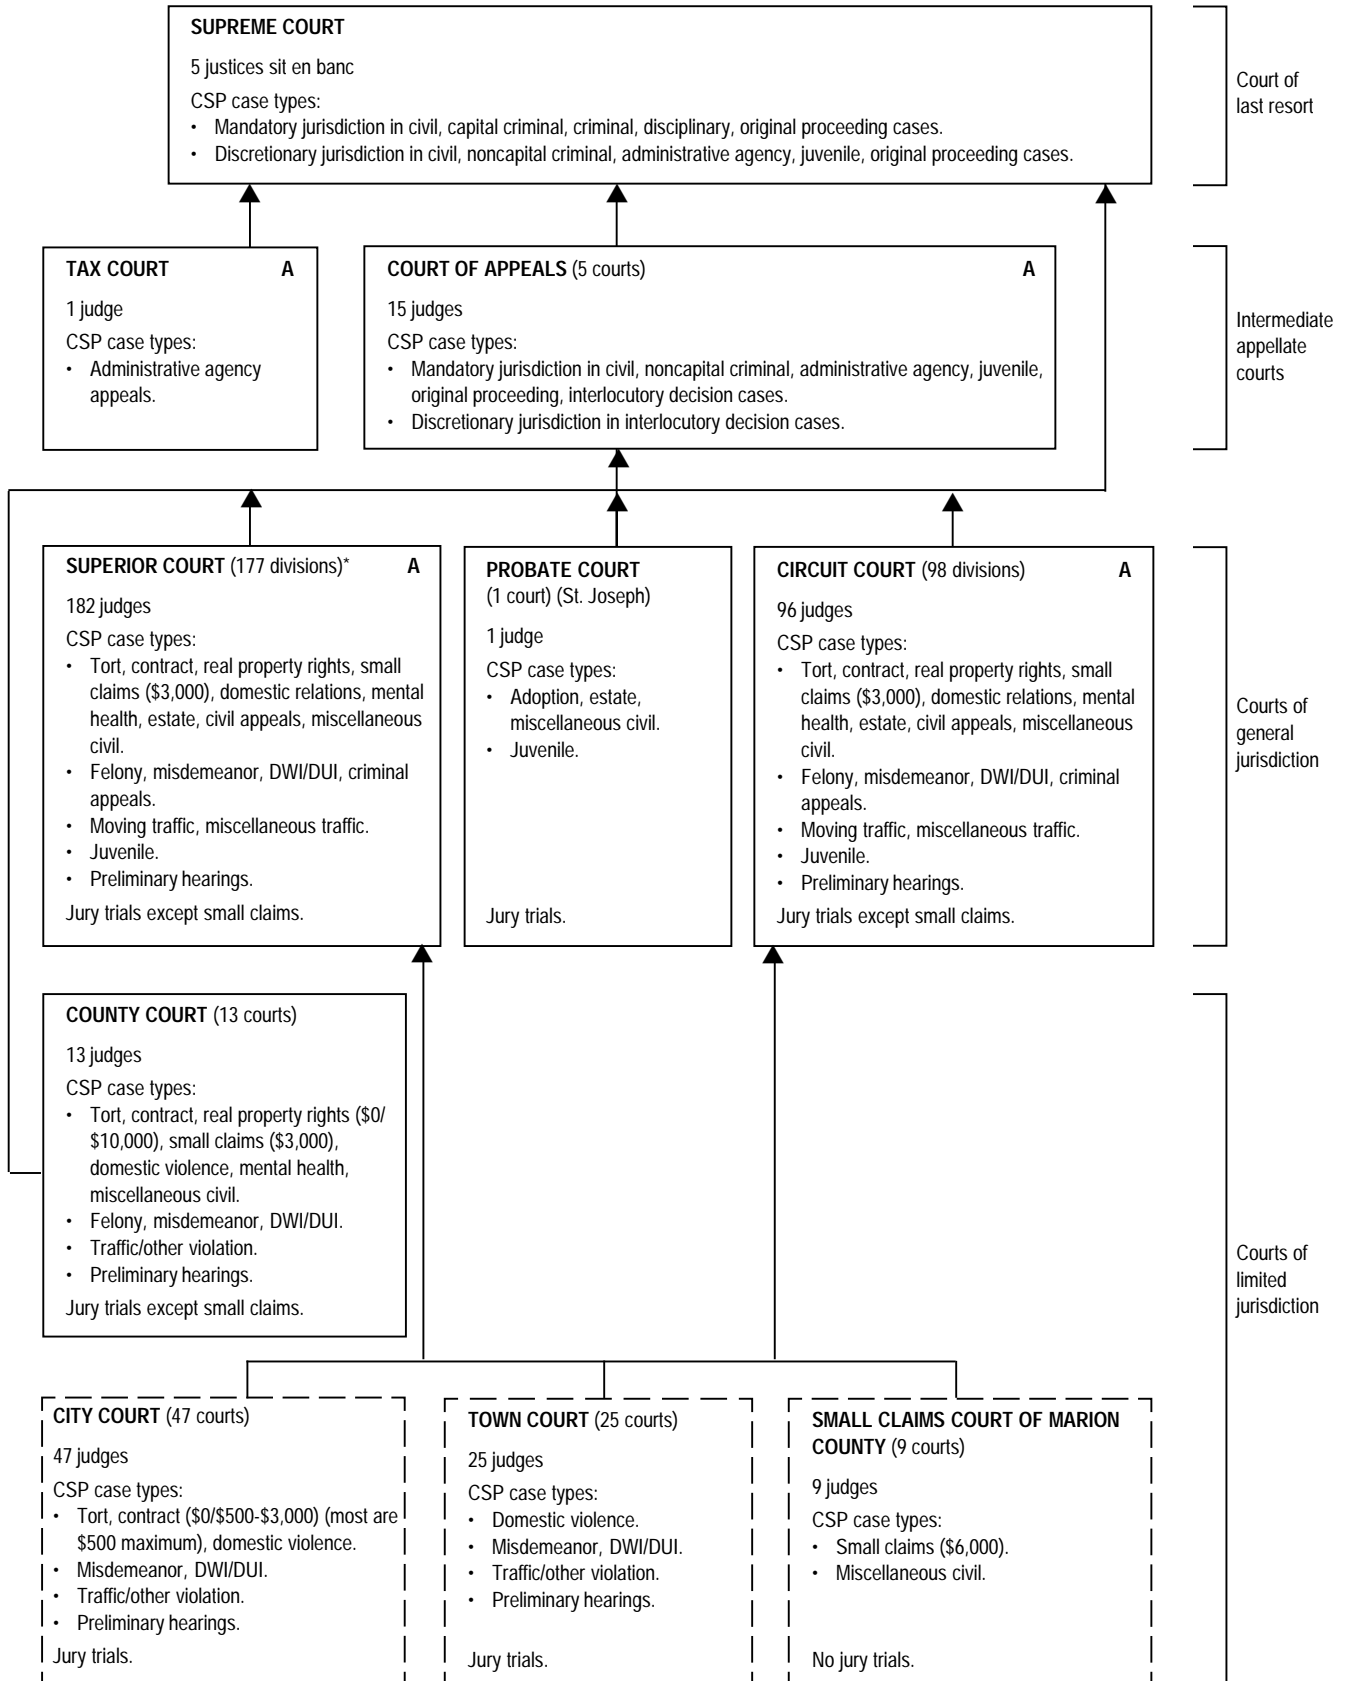 SUPREME COURT
5 justices sit en banc
CSP case types:
• Mandatory jurisdiction in civil, capital criminal, criminal, disciplinary, original proceeding cases.
• Discretionary jurisdiction in civil, noncapital criminal, administrative agency, juvenile, original proceeding cases.
Court of
last resort
TAX COURT A
1 judge
CSP case types:
• Administrative agency
appeals.
COURT OF APPEALS (5 courts) A
15 judges
CSP case types:
• Mandatory jurisdiction in civil, noncapital criminal, administrative agency, juvenile,
original proceeding, interlocutory decision cases.
• Discretionary jurisdiction in interlocutory decision cases.
Intermediate
appellate
courts
SUPERIOR COURT (177 divisions)* A
182 judges
CSP case types:
• Tort, contract, real property rights, small
claims ($3,000), domestic relations, mental
health, estate, civil appeals, miscellaneous
civil.
• Felony, misdemeanor, DWI/DUI, criminal
appeals.
• Moving traffic, miscellaneous traffic.
• Juvenile.
• Preliminary hearings.
Jury trials except small claims.
PROBATE COURT
(1 court) (St. Joseph)
1 judge
CSP case types:
• Adoption, estate,
miscellaneous civil.
• Juvenile.
Jury trials.
CIRCUIT COURT (98 divisions) A
96 judges
CSP case types:
• Tort, contract, real property rights, small
claims ($3,000), domestic relations, mental
health, estate, civil appeals, miscellaneous
civil.
• Felony, misdemeanor, DWI/DUI, criminal
appeals.
• Moving traffic, miscellaneous traffic.
• Juvenile.
• Preliminary hearings.
Jury trials except small claims.
Courts of
general
jurisdiction
COUNTY COURT (13 courts)
13 judges
CSP case types:
• Tort, contract, real property rights ($0/
$10,000), small claims ($3,000),
domestic violence, mental health,
miscellaneous civil.
• Felony, misdemeanor, DWI/DUI.
• Traffic/other violation.
• Preliminary hearings.
Jury trials except small claims.
Courts of
limited
jurisdiction
CITY COURT (47 courts)
47 judges
CSP case types:
• Tort, contract ($0/$500-$3,000) (most are
$500 maximum), domestic violence.
• Misdemeanor, DWI/DUI.
• Traffic/other violation.
• Preliminary hearings.
Jury trials.
TOWN COURT (25 courts)
25 judges
CSP case types:
• Domestic violence.
• Misdemeanor, DWI/DUI.
• Traffic/other violation.
• Preliminary hearings.
Jury trials.
SMALL CLAIMS COURT OF MARION
COUNTY (9 courts)
9 judges
CSP case types:
• Small claims ($6,000).
• Miscellaneous civil.
No jury trials.